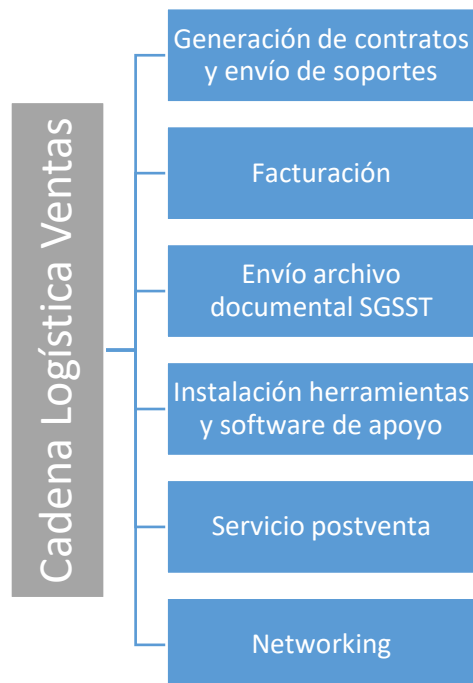 Cadena Logística Ventas
Generación de contratos
y envío de soportes
Facturación
Envío archivo
documental SGSST
Instalación herramientas
y software de apoyo
Servicio postventa
Networking